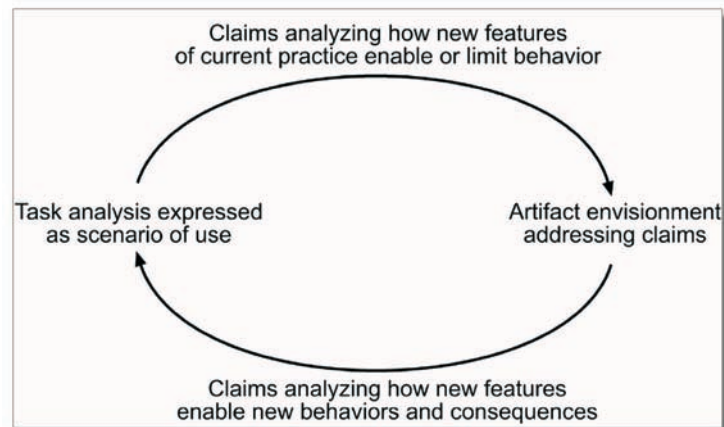 Claims analyzing how new features
of current practice enable or limit behavior
Task analysis expressed
as scenario of use
Artifact envisionment
addressing claims
Claims analyzing how new features
enable new behaviors and consequences